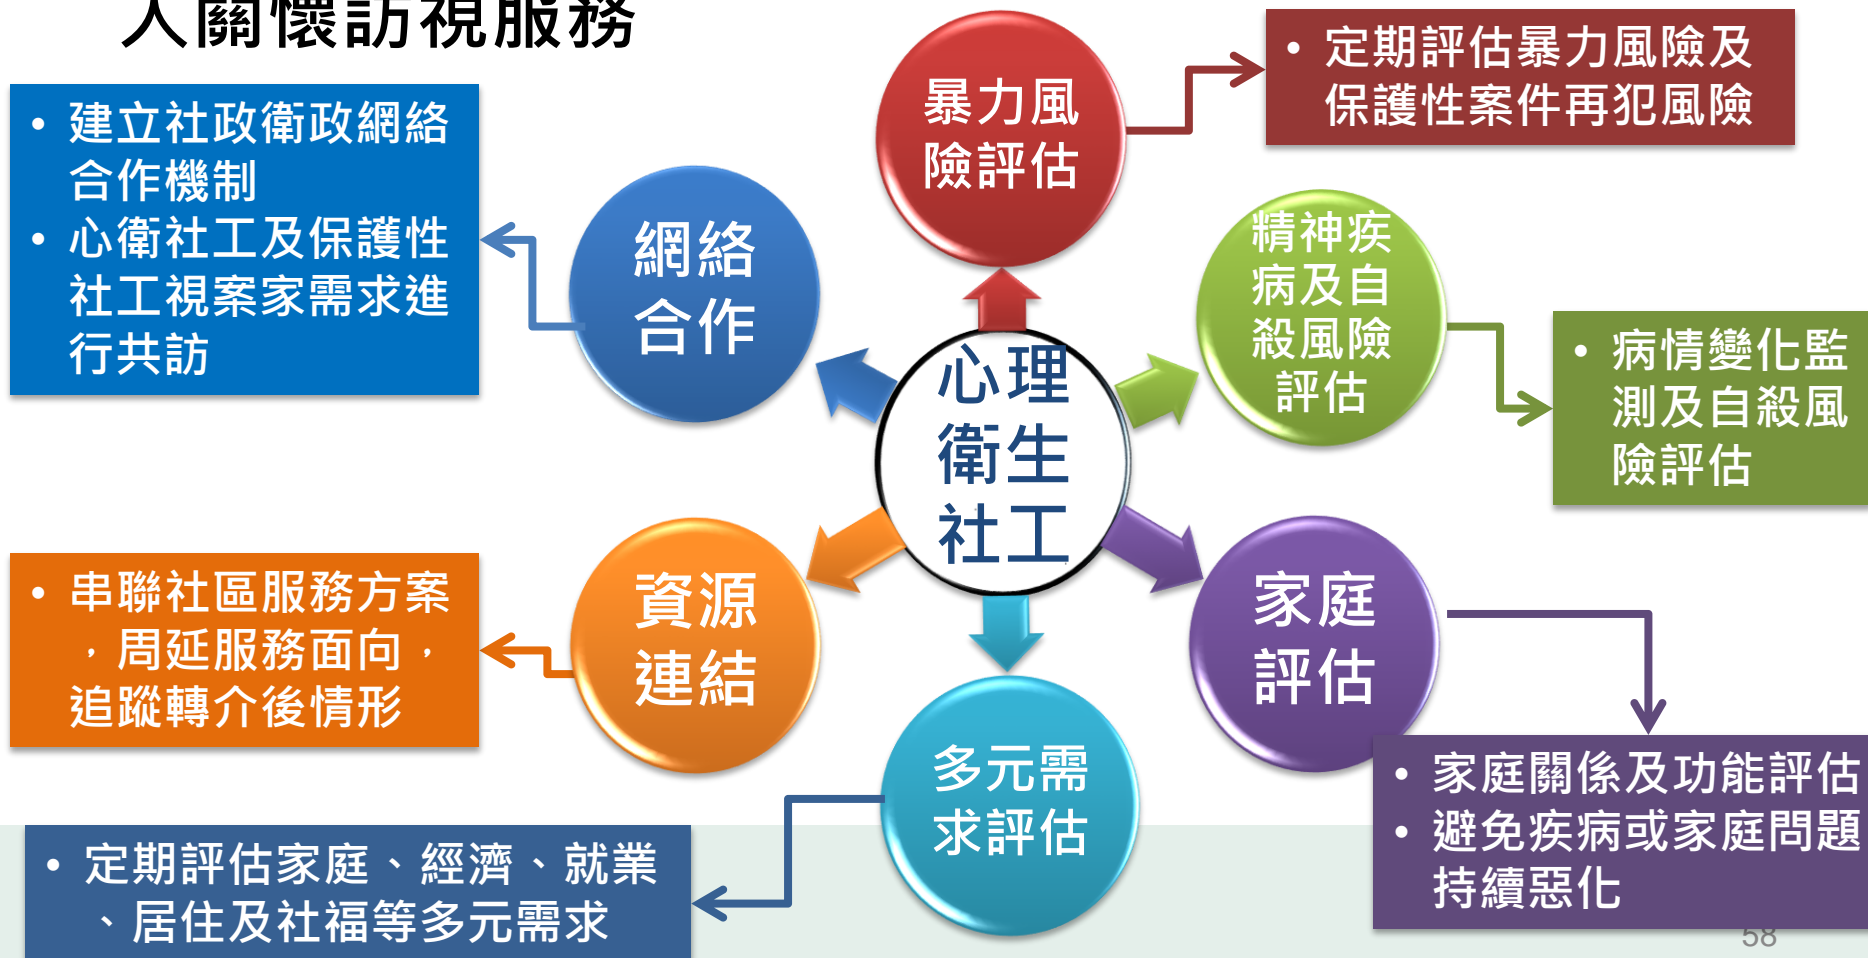 人關懷訪視服務
• 建立社政衛政網絡
合作機制
• 心衛社工及保護性
社工視案家需求進
行共訪
網絡
合作
暴力風
險評估
• 定期評估暴力風險及
保護性案件再犯風險
精神疾
病及自
殺風險
評估
• 病情變化監
測及自殺風
險評估
心理
衛生
社工
資源
連結
• 串聯社區服務方案
，周延服務面向，
追蹤轉介後情形
家庭
評估
• 家庭關係及功能評估
• 避免疾病或家庭問題
持續惡化
多元需
求評估
• 定期評估家庭、經濟、就業
、居住及社福等多元需求
58